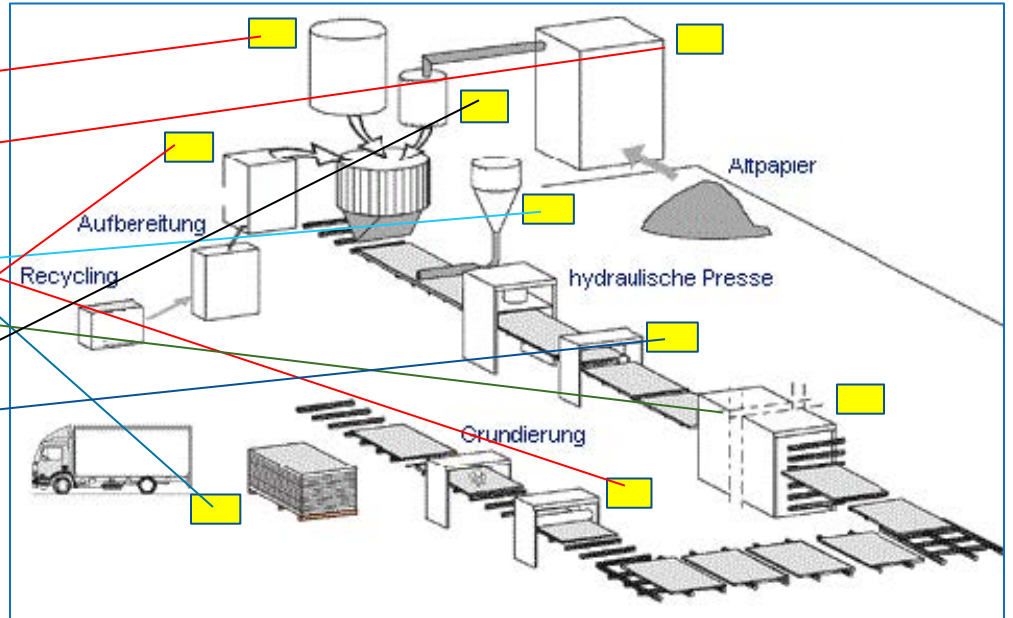 Altpapier
Aufbereitung
Recycling
hydraulische Presse
Grundierung